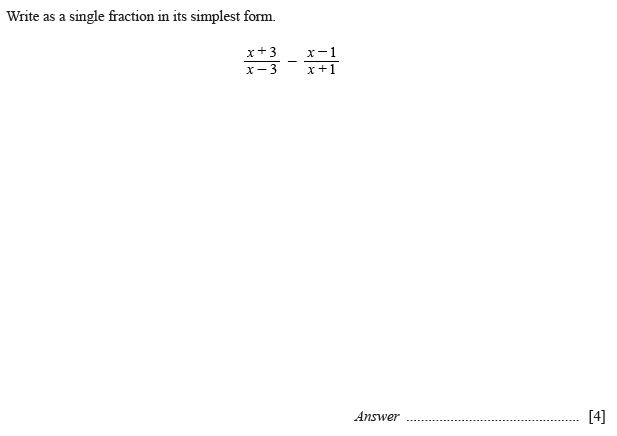 Write as a single fraction in its simplest form.
x+3 x−1
— − —
x−3 x+1
Answer ................................................ [4]